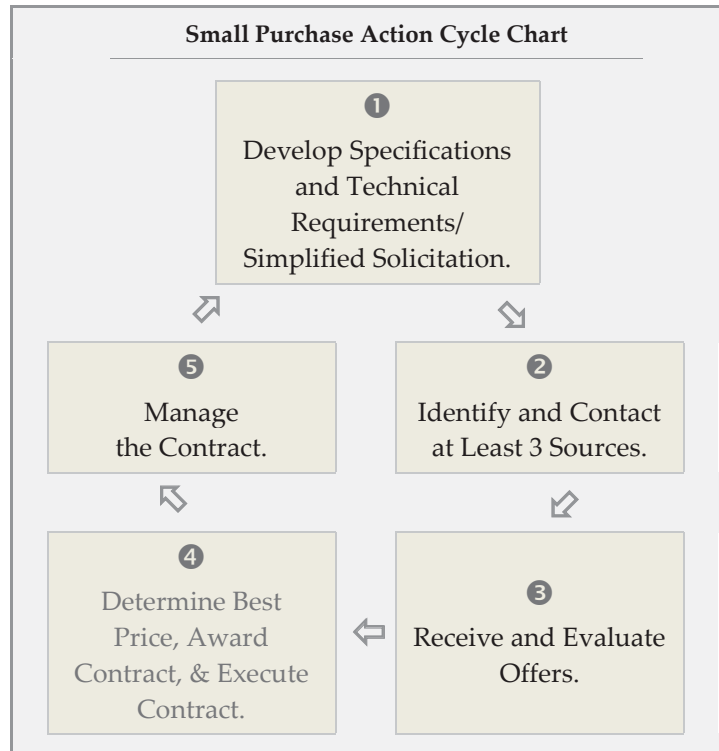 Small Purchase Action Cycle Chart
❶
Develop Specifications
and Technical
Requirements/
Simplified Solicitation.
❷
Identify and Contact
at Least 3 Sources.
❸
Receive and Evaluate
Offers.
❹
Determine Best
Price, Award
Contract, & Execute
Contract.
❺
Manage
the Contract.